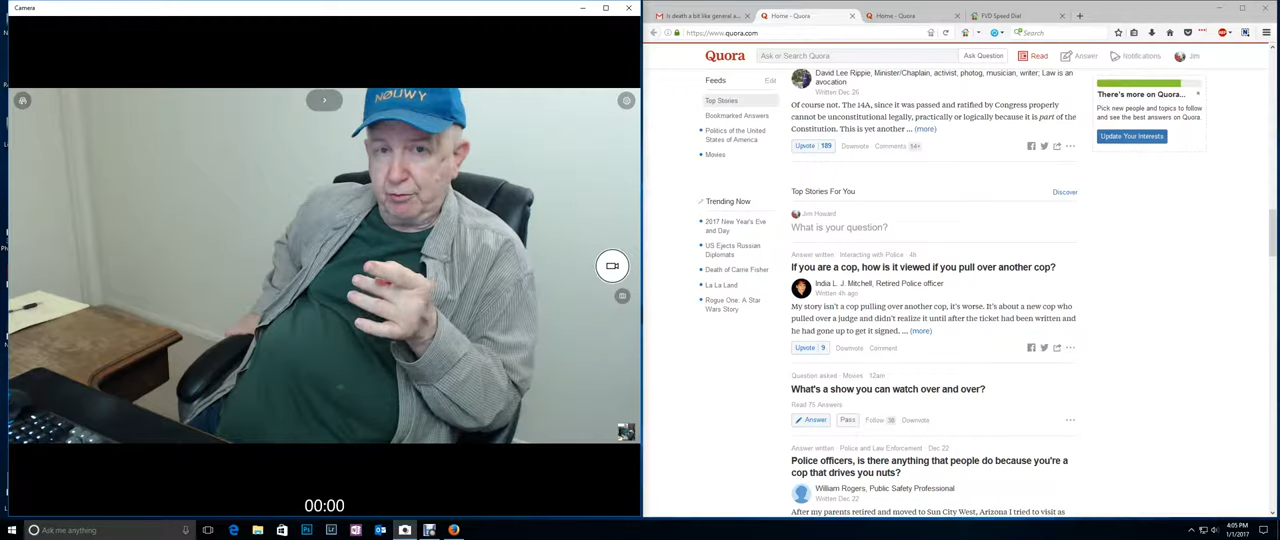 Camera
NØUWY
00:00
Is death a bit like general a...
Home - Quora
Home - Quora
FVD Speed Dial
https://www.quora.com
Search
Quora
Ask or Search Quora
Ask Question
Read
Answer
Notifications
Jim
Feeds
Edit
Top Stories
Bookmarked Answers
Politics of the United
States of America
Movies
Trending Now
2017 New Year's Eve
and Day
US Ejects Russian
Diplomats
Death of Carrie Fisher
La La Land
Rogue One: A Star
Wars Story
David Lee Rippie, Minister/Chaplain, activist, photog, musician, writer; Law is an
avocation
Written Dec 26
Of course not. The 14A, since it was passed and ratified by Congress properly
cannot be unconstitutional legally, practically or logically because it is part of the
Constitution. This is yet another ... (more)
Upvote 189 Downvote Comments 14+
Top Stories For You
Discover
Jim Howard
What is your question?
Answer written · Interacting with Police · 4h
If you are a cop, how is it viewed if you pull over another cop?
India L. J. Mitchell, Retired Police officer
Written 4h ago
My story isn't a cop pulling over another cop, it's worse. It's about a new cop who
pulled over a judge and didn't realize it until after the ticket had been written and
he had gone up to get it signed. ... (more)
Upvote 9 Downvote Comment
Question asked · Movies · 12am
What's a show you can watch over and over?
Read 75 Answers
Answer Pass Follow 38 Downvote
Answer written · Police and Law Enforcement · Dec 22
Police officers, is there anything that people do because you're a
cop that drives you nuts?
William Rogers, Public Safety Professional
Written Dec 22
After my parents retired and moved to Sun City West, Arizona I tried to visit as
There's more on Quora...
Pick new people and topics to follow
and see the best answers on Quora.
Update Your Interests
Ask me anything
4:05 PM
1/1/2017